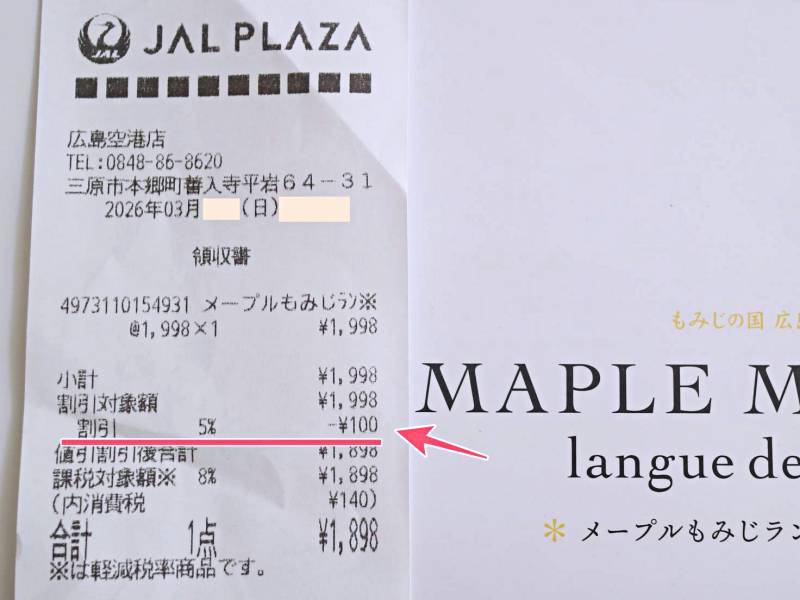 JAL
JAL PLAZA
広島空港店
TEL:0848-86-8620
三原市本郷町善入寺平岩64-31
2026年03月 (日)
領収書
4973110154931 メープルもみじラン※
@1,998×1 ¥1,998
小計 ¥1,998
割引対象額 ¥1,998
割引 5% -¥100
値引割引後合計 ¥1,898
課税対象額※ 8% ¥1,898
(内消費税 ¥140)
合計 1点 ¥1,898
※は軽減税率商品です。
もみじの国 広島
MAPLE M
langue de
＊メープルもみじラン